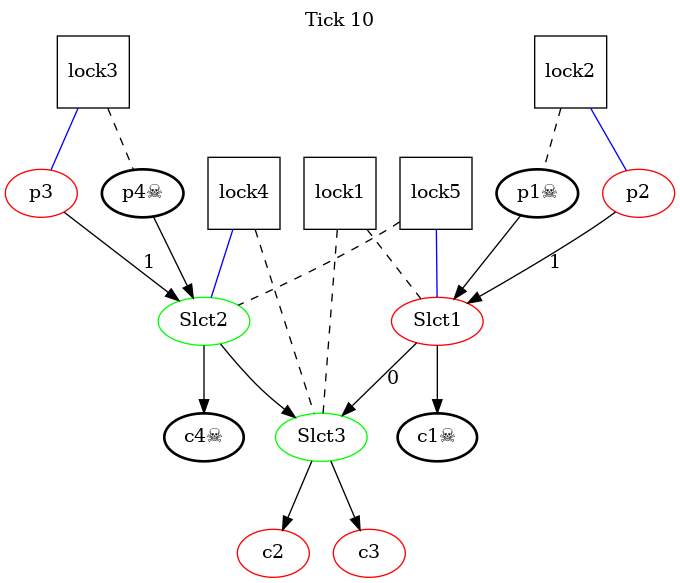 Tick 10
lock3
lock2
p3
p4☠
lock4
lock1
lock5
p1☠
p2
1
1
Slct2
Slct1
0
c4☠
Slct3
c1☠
c2
c3